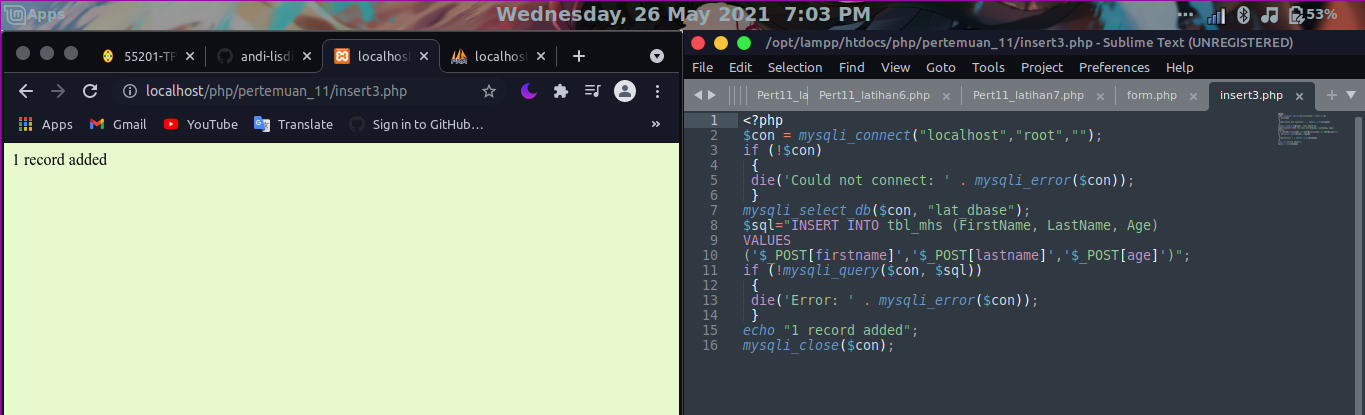 Apps
Wednesday, 26 May 2021 7:03 PM
53%
55201-TP
andi-lisdi
localhost
localhost
localhost/php/pertemuan_11/insert3.php
Apps
Gmail
YouTube
Translate
Sign in to GitHub...
»
1 record added
/opt/lampp/htdocs/php/pertemuan_11/insert3.php - Sublime Text (UNREGISTERED)
File Edit Selection Find View Goto Tools Project Preferences Help
Pert11_la
Pert11_latihan6.php
Pert11_latihan7.php
form.php
insert3.php
1 <?php
2 $con = mysqli_connect("localhost","root","");
3 if (!$con)
4 {
5 die('Could not connect: ' . mysqli_error($con));
6 }
7 mysqli_select_db($con, "lat_dbase");
8 $sql="INSERT INTO tbl_mhs (FirstName, LastName, Age)
9 VALUES
10 ('$_POST[firstname]','$_POST[lastname]','$_POST[age]')";
11 if (!mysqli_query($con, $sql))
12 {
13 die('Error: ' . mysqli_error($con));
14 }
15 echo "1 record added";
16 mysqli_close($con);